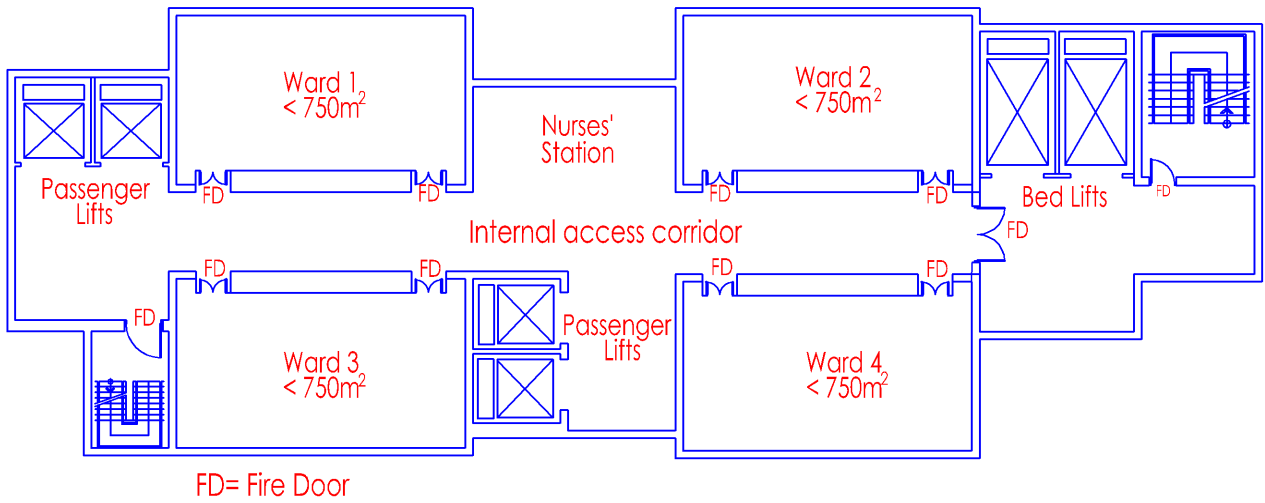 Ward 1
< 750m²
Ward 2
< 750m²
Nurses'
Station
Passenger
Lifts
FD
FD
FD
FD
FD
Bed Lifts
Internal access corridor
FD
FD
FD
FD
FD
FD
Passenger
Lifts
Ward 3
< 750m²
Ward 4
< 750m²
FD= Fire Door